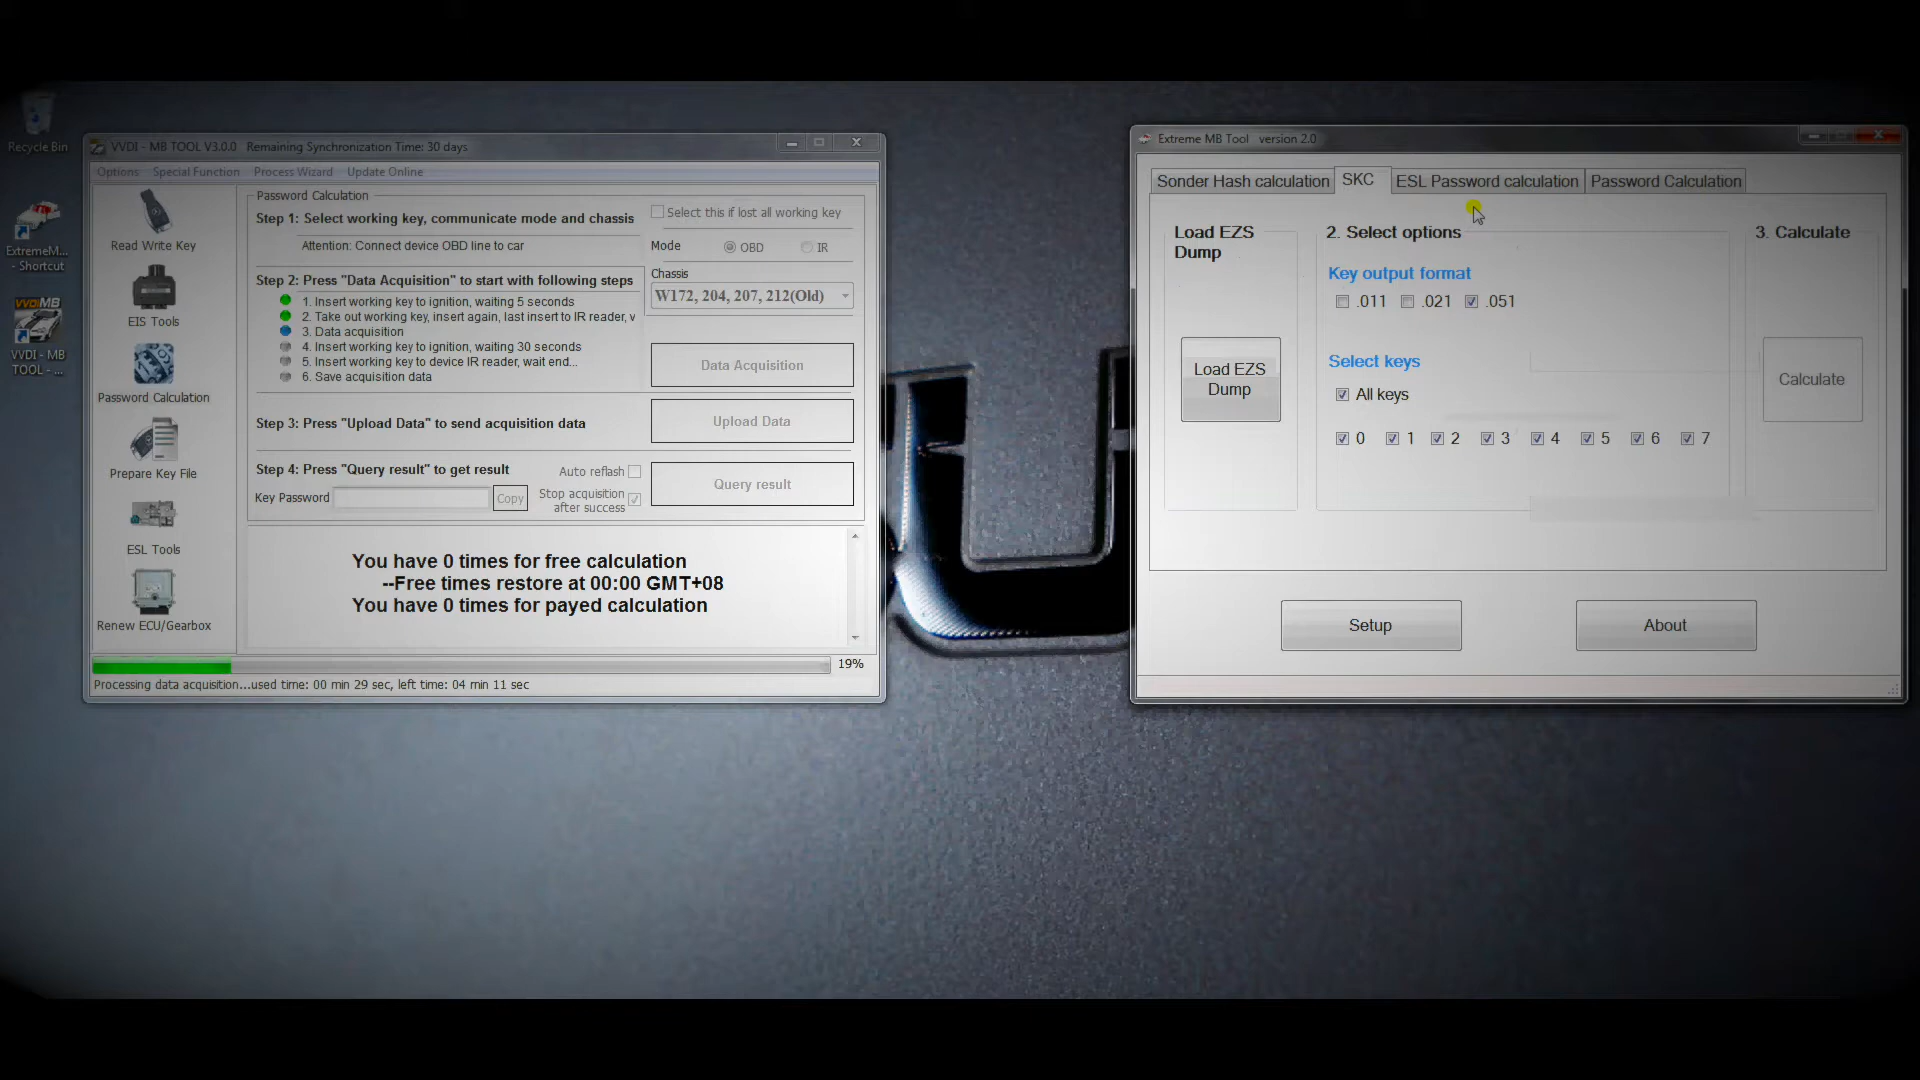 Recycle Bin
ExtremeM...
- Shortcut
VVDI - MB
TOOL - ...
VVDI - MB TOOL V3.0.0   Remaining Synchronization Time: 30 days
Options   Special Function   Process Wizard   Update Online
Read Write Key
EIS Tools
Password Calculation
Prepare Key File
ESL Tools
Renew ECU/Gearbox
Password Calculation
Step 1: Select working key, communicate mode and chassis
Attention: Connect device OBD line to car
Select this if lost all working key
Mode   OBD   IR
Chassis
W172, 204, 207, 212(Old)
Step 2: Press "Data Acquisition" to start with following steps
1. Insert working key to ignition, waiting 5 seconds
2. Take out working key, insert again, last insert to IR reader, v
3. Data acquisition
4. Insert working key to ignition, waiting 30 seconds
5. Insert working key to device IR reader, wait end...
6. Save acquisition data
Data Acquisition
Step 3: Press "Upload Data" to send acquisition data
Upload Data
Step 4: Press "Query result" to get result
Auto reflash
Key Password   Copy
Stop acquisition
after success
Query result
You have 0 times for free calculation
--Free times restore at 00:00 GMT+08
You have 0 times for payed calculation
19%
Processing data acquisition...used time: 00 min 29 sec, left time: 04 min 11 sec
Extreme MB Tool   version 2.0
Sonder Hash calculation   SKC   ESL Password calculation   Password Calculation
Load EZS
Dump
Load EZS
Dump
2. Select options
Key output format
.011   .021   .051
Select keys
All keys
0   1   2   3   4   5   6   7
3. Calculate
Calculate
Setup
About